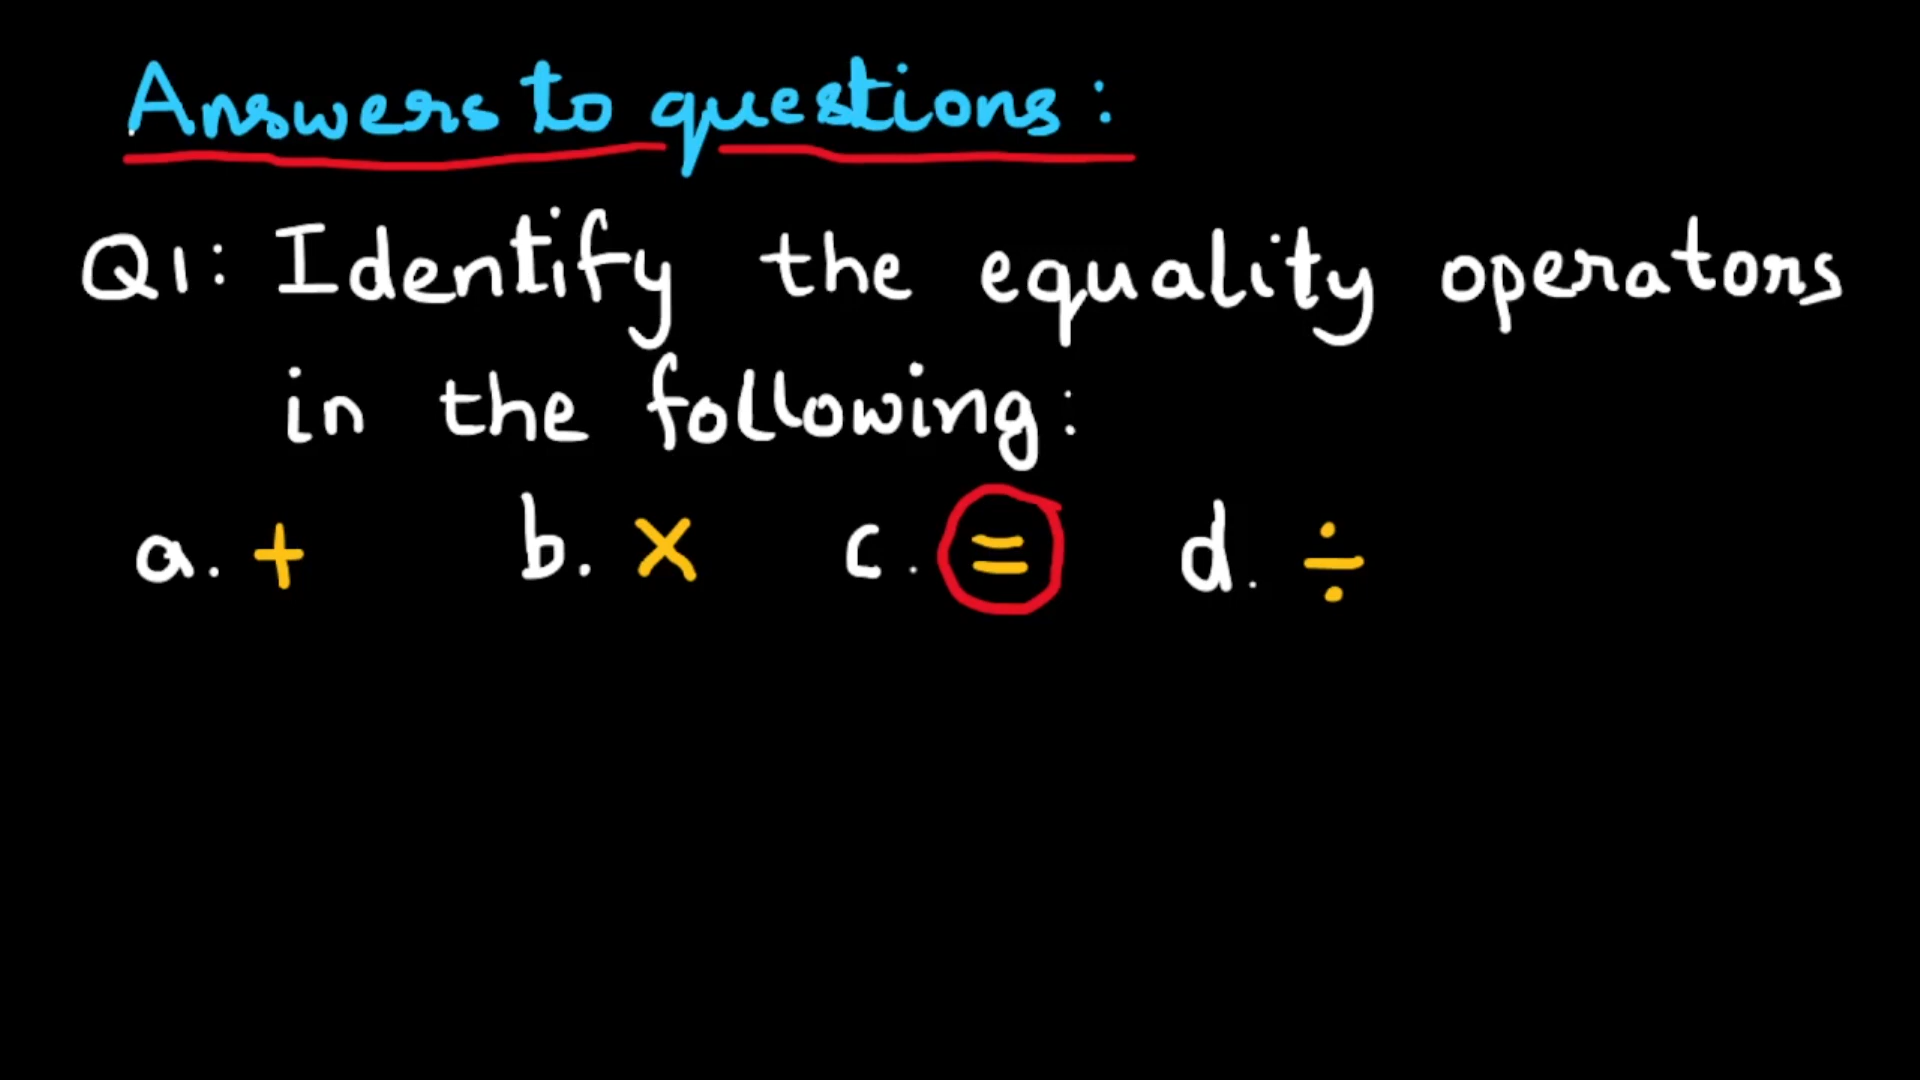 Answers to questions:
Q1: Identify the equality operators
in the following:
a. + b. × c. = d. ÷